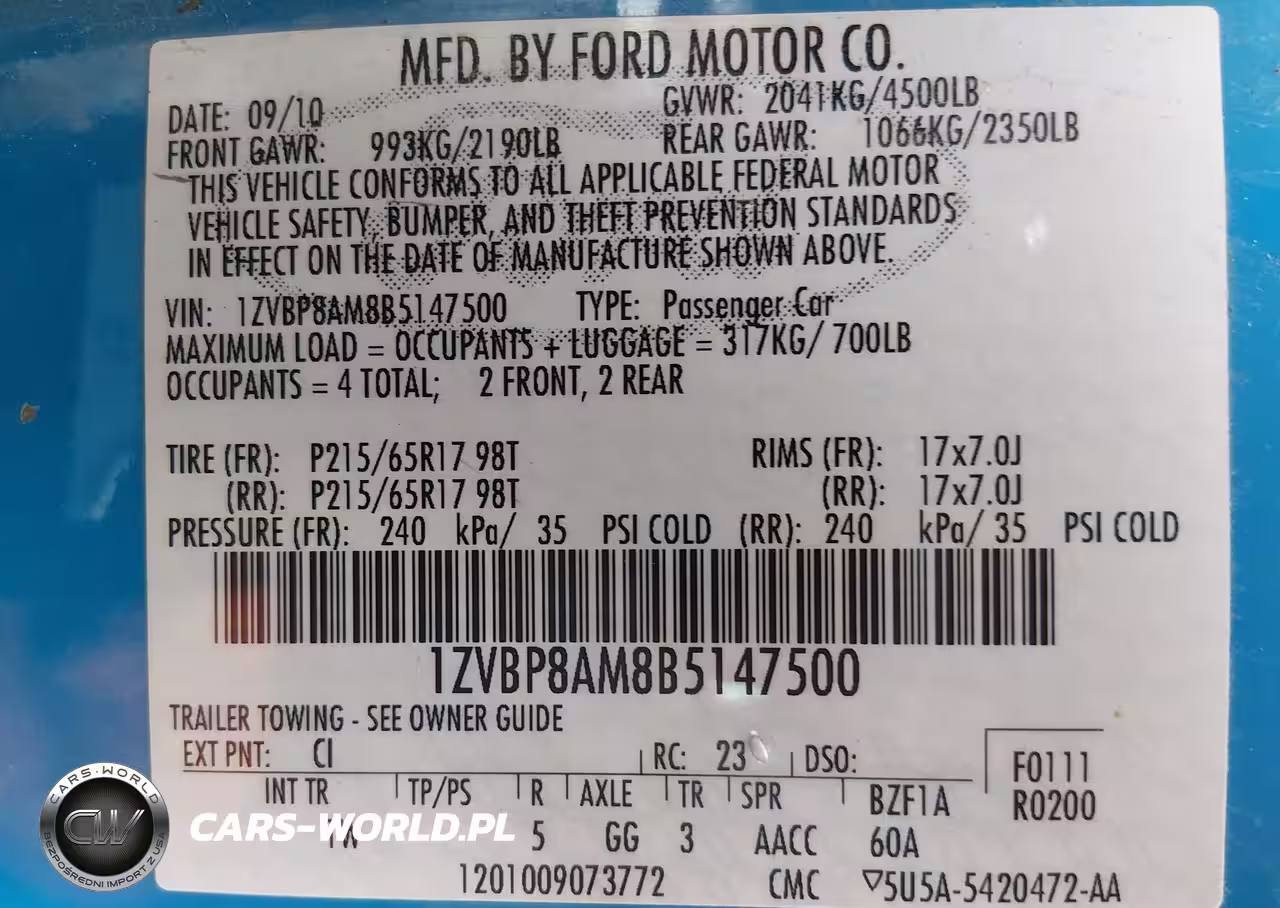 MFD. BY FORD MOTOR CO.
DATE: 09/10 GVWR: 2041KG/4500LB
FRONT GAWR: 993KG/2190LB REAR GAWR: 1066KG/2350LB
THIS VEHICLE CONFORMS TO ALL APPLICABLE FEDERAL MOTOR
VEHICLE SAFETY, BUMPER, AND THEFT PREVENTION STANDARDS
IN EFFECT ON THE DATE OF MANUFACTURE SHOWN ABOVE.
VIN: 1ZVBP8AM8B5147500 TYPE: Passenger Car
MAXIMUM LOAD = OCCUPANTS + LUGGAGE = 317KG/ 700LB
OCCUPANTS = 4 TOTAL; 2 FRONT, 2 REAR
TIRE (FR): P215/65R17 98T RIMS (FR): 17x7.0J
(RR): P215/65R17 98T (RR): 17x7.0J
PRESSURE (FR): 240 kPa/ 35 PSI COLD (RR): 240 kPa/ 35 PSI COLD
1ZVBP8AM8B5147500
TRAILER TOWING - SEE OWNER GUIDE
EXT PNT: CI RC: 23 DSO:
F0111
INT TR TP/PS R AXLE TR SPR BZF1A
R0200
5 GG 3 AACC 60A
1201009073772 CMC ▽5U5A-5420472-AA
CARS-WORLD
CW
BEZPOŚREDNI IMPORT Z USA
CARS-WORLD.PL